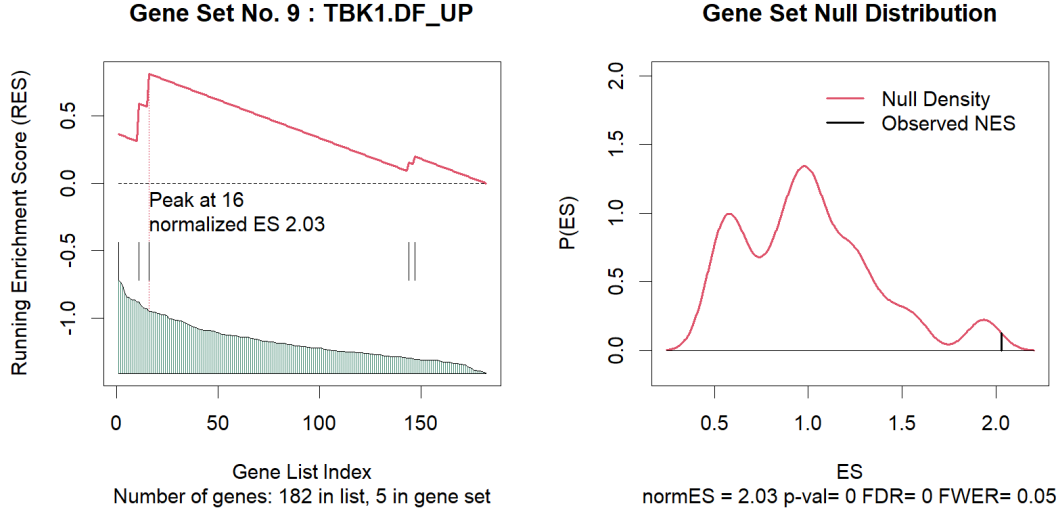 Gene Set No. 9 : TBK1.DF_UP
Running Enrichment Score (RES)
0.5
0.0
-0.5
-1.0
Peak at 16
normalized ES 2.03
0
50
100
150
Gene List Index
Number of genes: 182 in list, 5 in gene set
Gene Set Null Distribution
P(ES)
2.0
1.5
1.0
0.5
0.0
Null Density
Observed NES
0.5
1.0
1.5
2.0
ES
normES = 2.03 p-val= 0 FDR= 0 FWER= 0.05